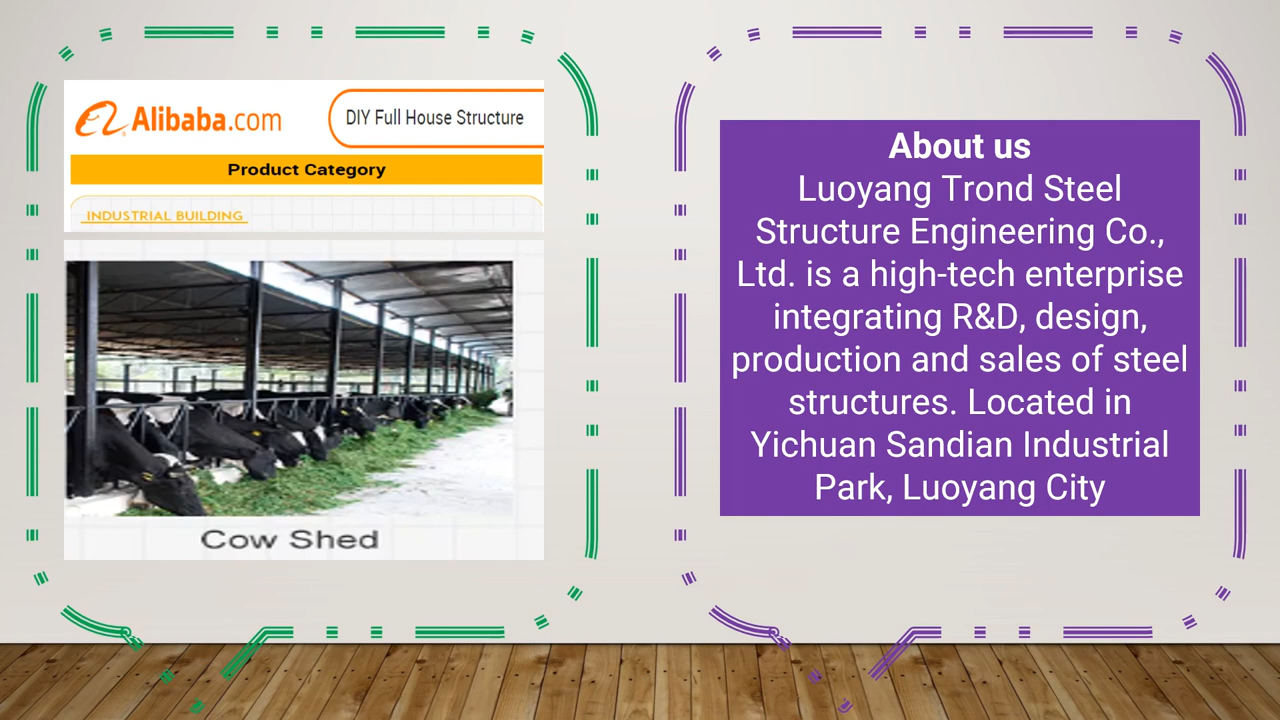 Alibaba.com
DIY Full House Structure
Product Category
INDUSTRIAL BUILDING
Cow Shed
About us
Luoyang Trond Steel
Structure Engineering Co.,
Ltd. is a high-tech enterprise
integrating R&D, design,
production and sales of steel
structures. Located in
Yichuan Sandian Industrial
Park, Luoyang City